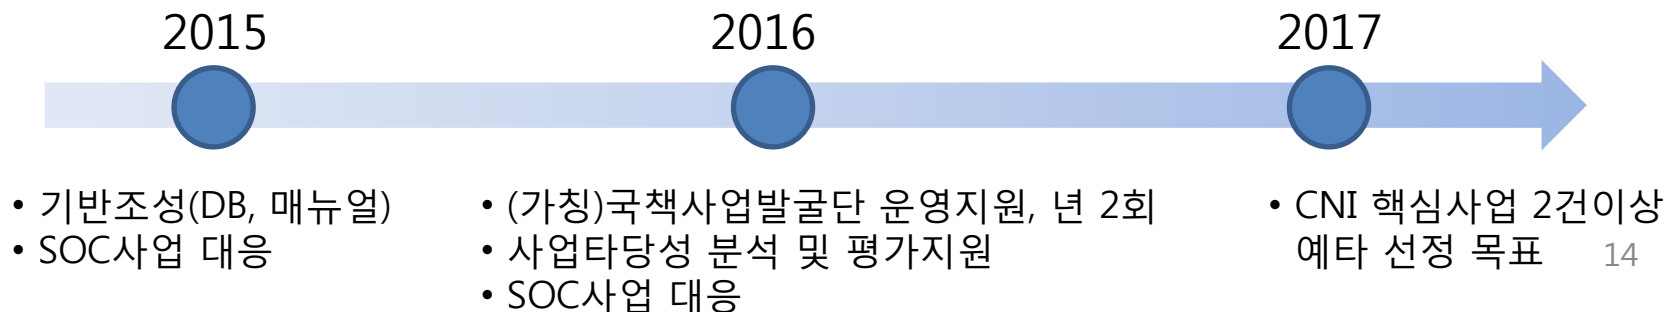 2015
2016
2017
• 기반조성(DB, 매뉴얼)
• SOC사업 대응
• (가칭)국책사업발굴단 운영지원, 년 2회
• 사업타당성 분석 및 평가지원
• SOC사업 대응
• CNI 핵심사업 2건이상
예타 선정 목표
14